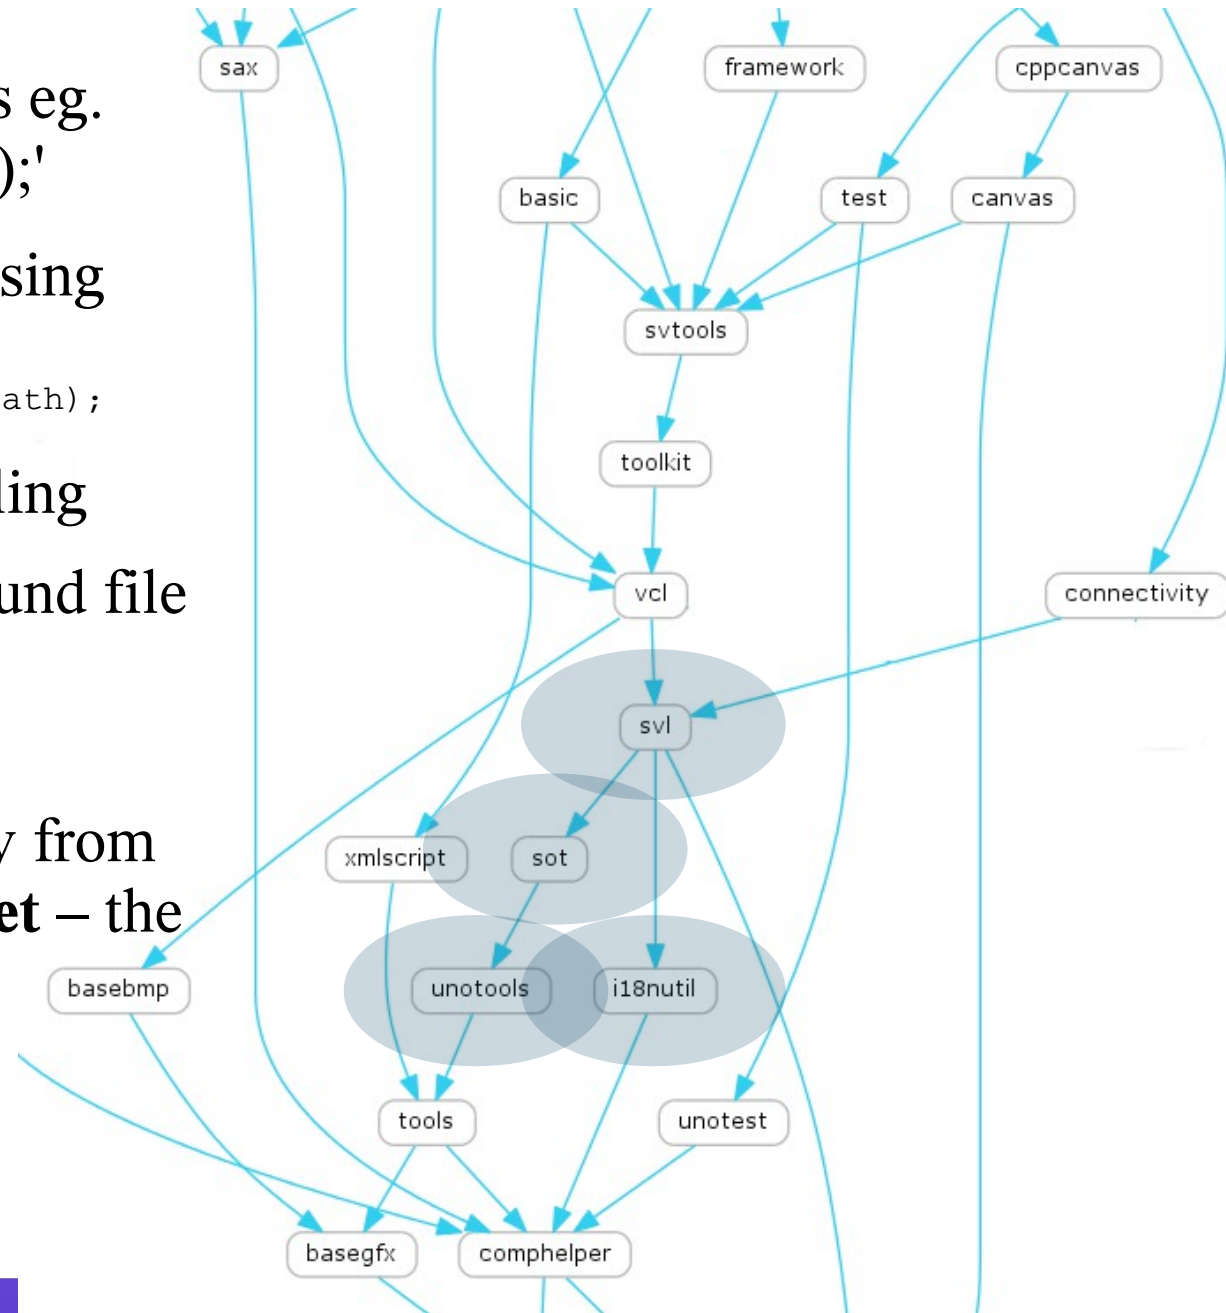 s eg.
);'
sing
ath);
ling
und file
y from
et – the
sax
framework
cppcanvas
basic
test
canvas
svtools
toolkit
vcl
connectivity
svl
xmlscript
sot
basebmp
unotools
i18nutil
tools
unotest
basegfx
comphelper